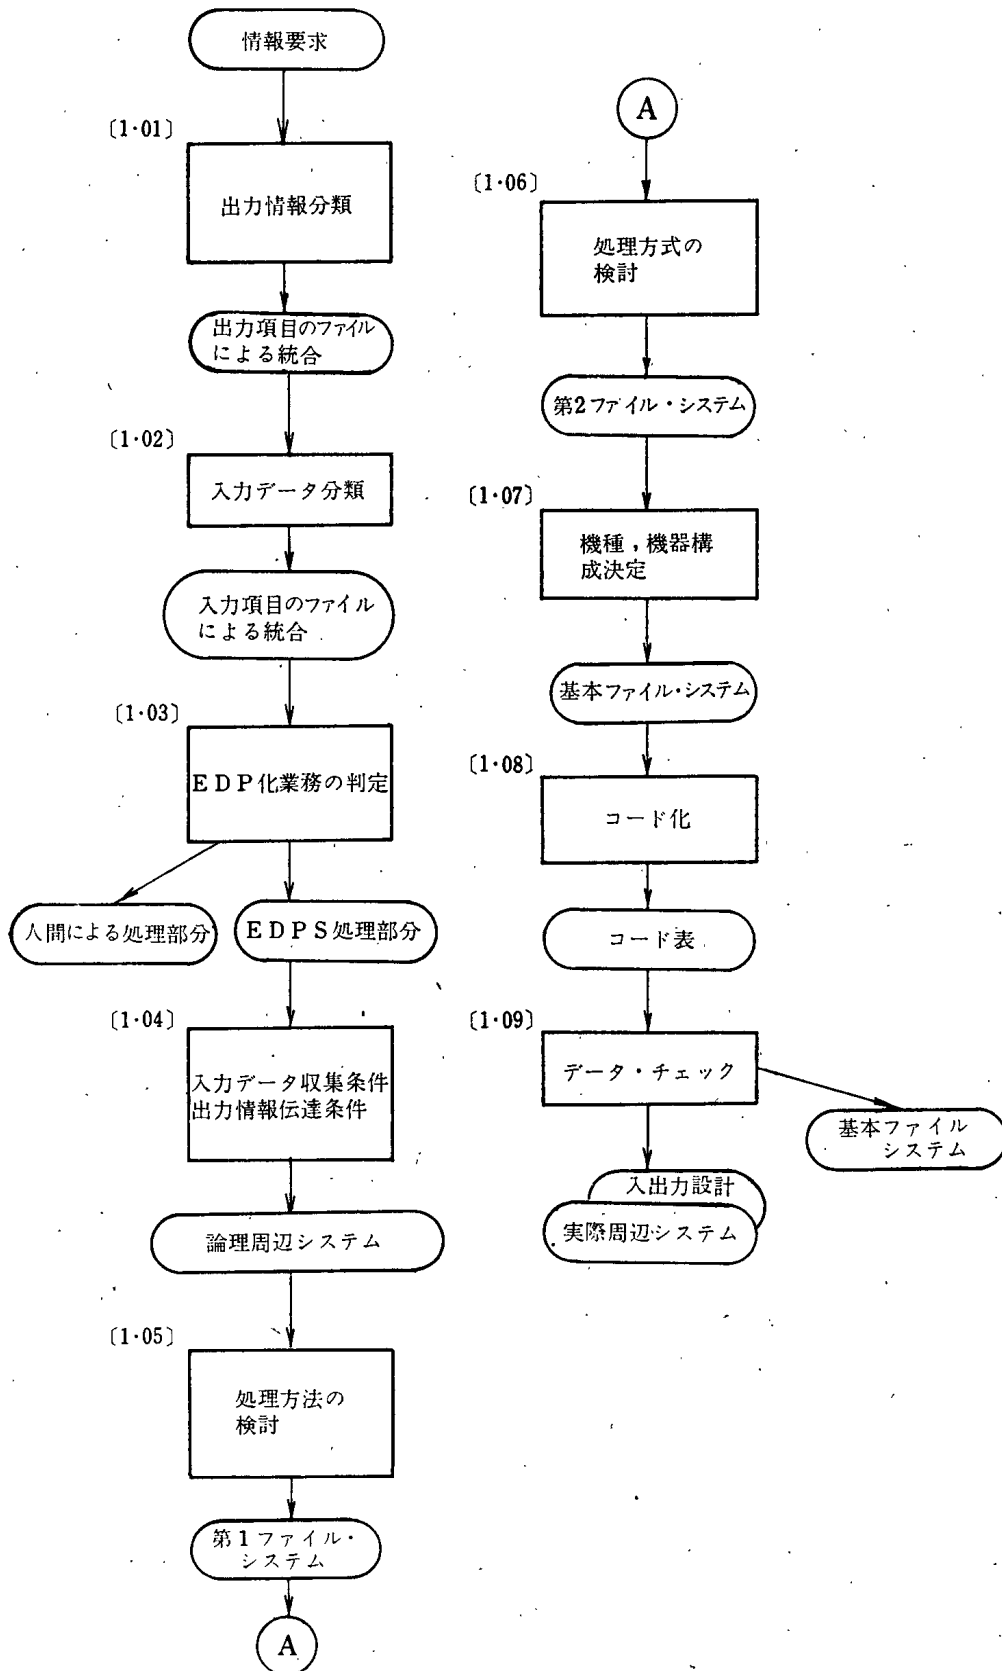 情報要求
〔1・01〕
出力情報分類
出力項目のファイル
による統合
〔1・02〕
入力データ分類
入力項目のファイル
による統合
〔1・03〕
EDP化業務の判定
人間による処理部分
EDPS処理部分
〔1・04〕
入力データ収集条件
出力情報伝達条件
論理周辺システム
〔1・05〕
処理方法の
検討
第1ファイル・
システム
A
A
〔1・06〕
処理方式の
検討
第2ファイル・システム
〔1・07〕
機種,機器構
成決定
基本ファイル・システム
〔1・08〕
コード化
コード表
〔1・09〕
データ・チェック
基本ファイル
システム
入出力設計
実際周辺システム